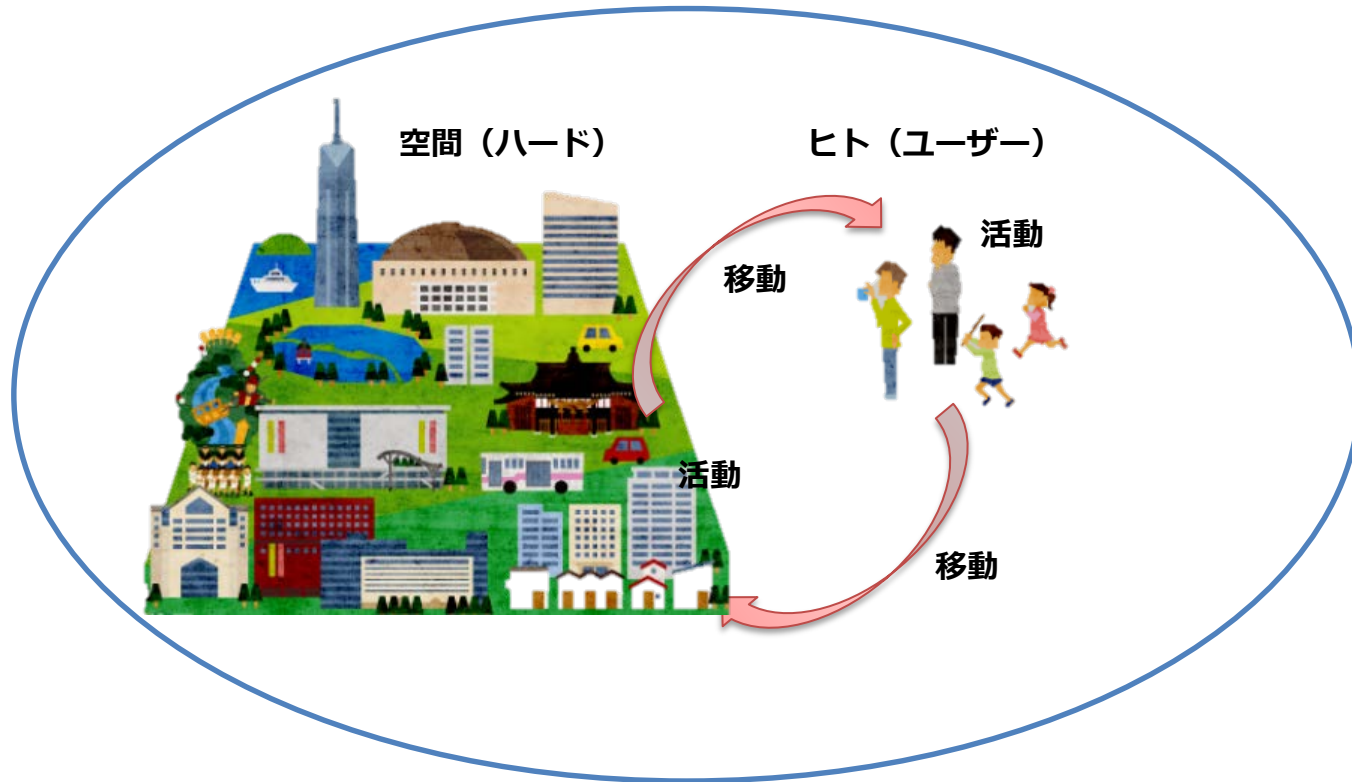 空間（ハード）
ヒト（ユーザー）
活動
移動
活動
移動